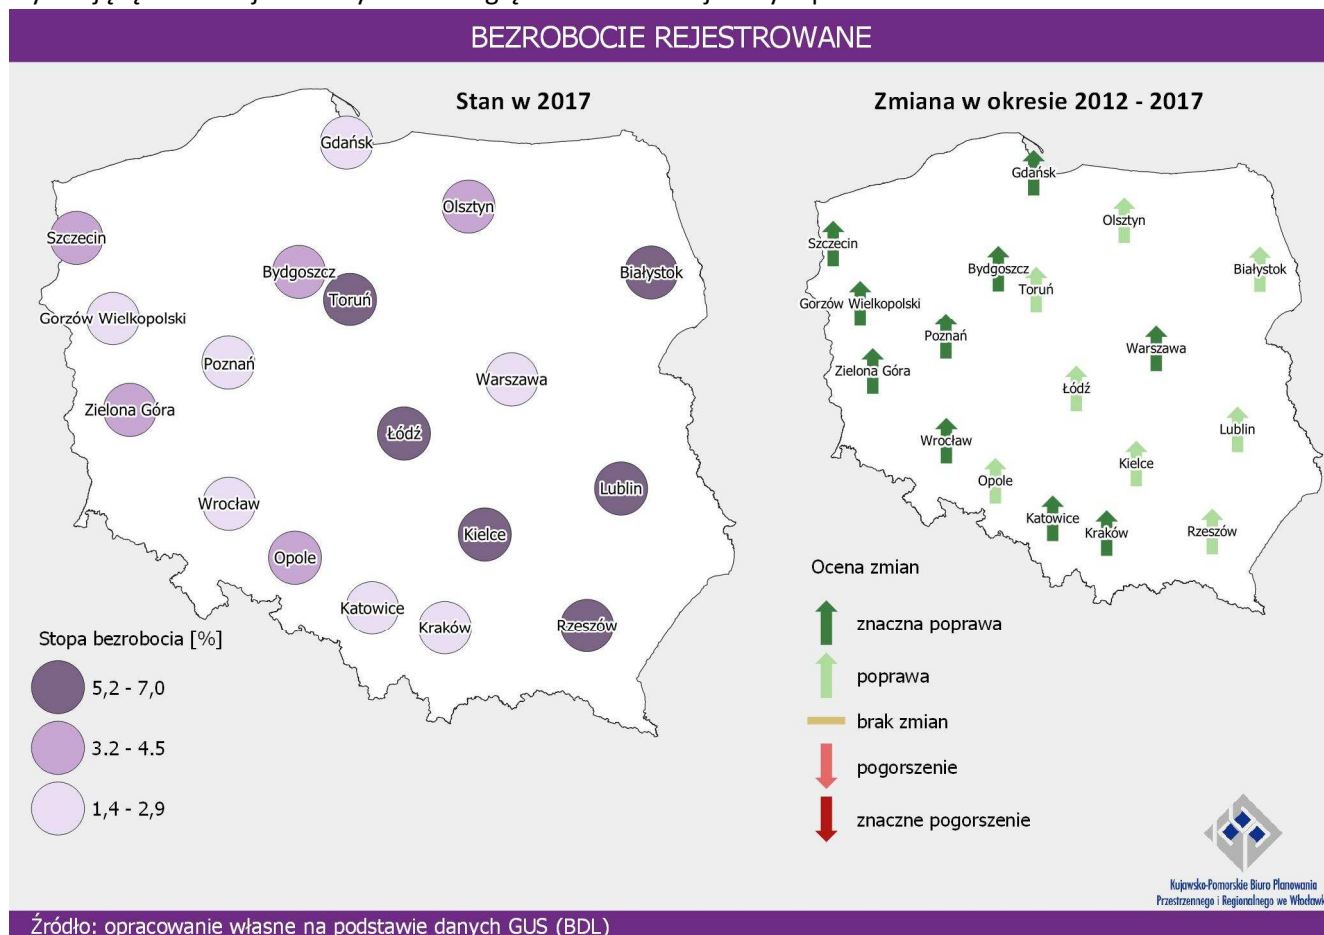 BEZROBOCIE REJESTROWANE
Stan w 2017
Gdańsk
Olsztyn
Szczecin
Bydgoszcz
Białystok
Toruń
Gorzów Wielkopolski
Poznań
Warszawa
Zielona Góra
Łódź
Lublin
Wrocław
Kielce
Opole
Katowice
Kraków
Rzeszów
Stopa bezrobocia [%]
5,2 - 7,0
3.2 - 4.5
1,4 - 2,9
Zmiana w okresie 2012 - 2017
Gdańsk
Olsztyn
Szczecin
Bydgoszcz
Białystok
Toruń
Gorzów Wielkopolski
Poznań
Warszawa
Zielona Góra
Łódź
Lublin
Wrocław
Kielce
Opole
Katowice
Kraków
Rzeszów
Ocena zmian
znaczna poprawa
poprawa
brak zmian
pogorszenie
znaczne pogorszenie
Kujawsko-Pomorskie Biuro Planowania
Przestrzennego i Regionalnego we Włocławk
Źródło: opracowanie własne na podstawie danych GUS (BDL)